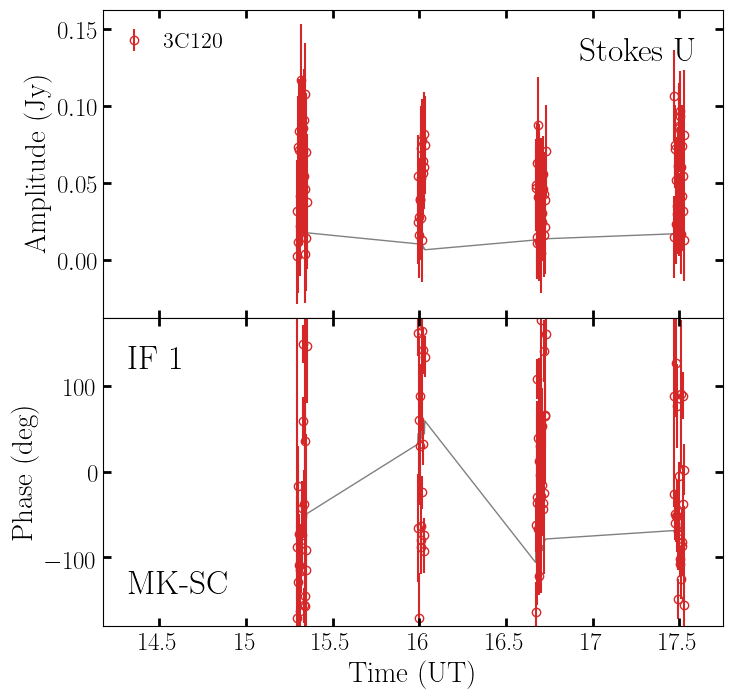 3C120
Stokes U
0.15
0.10
0.05
0.00
Amplitude (Jy)
IF 1
100
0
−100
Phase (deg)
MK-SC
14.5 15 15.5 16 16.5 17 17.5
Time (UT)